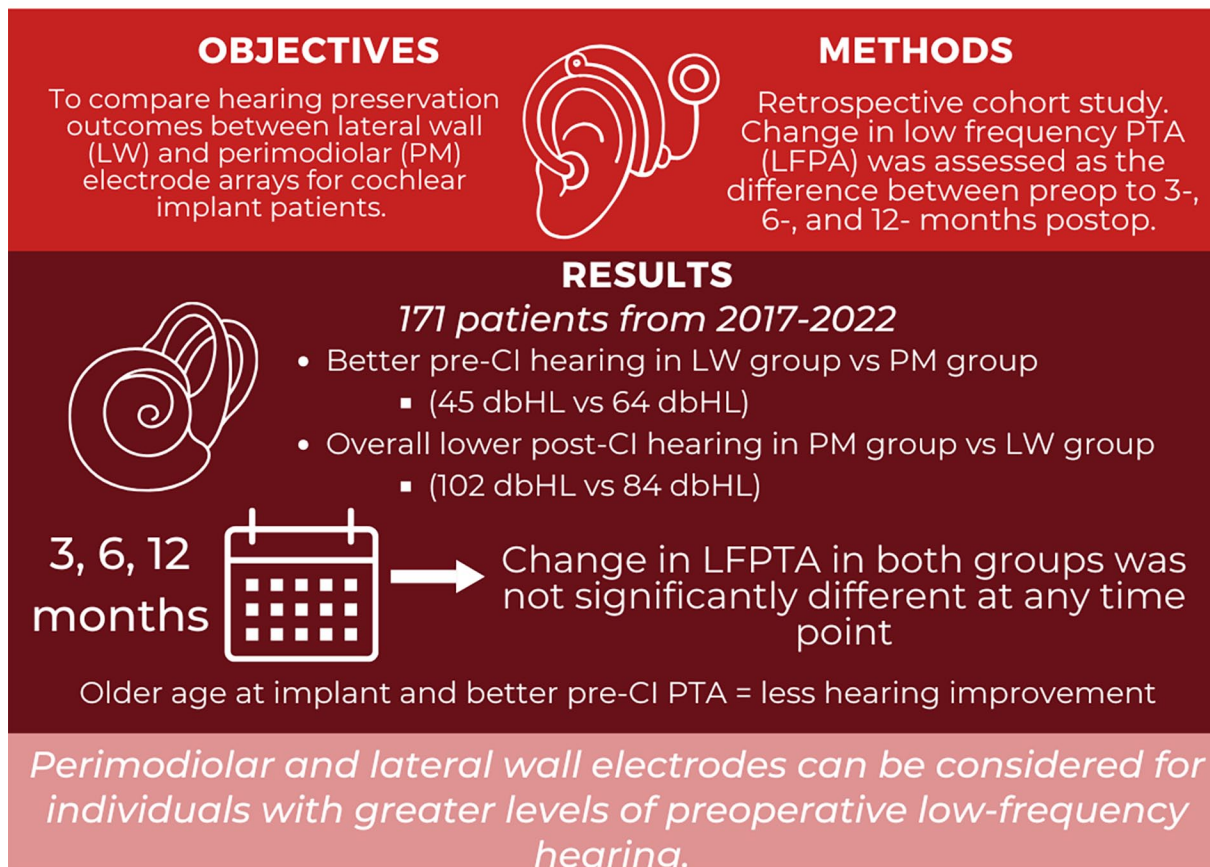 OBJECTIVES
To compare hearing preservation
outcomes between lateral wall
(LW) and perimodiolar (PM)
electrode arrays for cochlear
implant patients.
METHODS
Retrospective cohort study.
Change in low frequency PTA
(LFPA) was assessed as the
difference between preop to 3-,
6-, and 12- months postop.
RESULTS
171 patients from 2017-2022
• Better pre-CI hearing in LW group vs PM group
▪ (45 dbHL vs 64 dbHL)
• Overall lower post-CI hearing in PM group vs LW group
▪ (102 dbHL vs 84 dbHL)
3, 6, 12
months
Change in LFPTA in both groups was
not significantly different at any time
point
Older age at implant and better pre-CI PTA = less hearing improvement
Perimodiolar and lateral wall electrodes can be considered for
individuals with greater levels of preoperative low-frequency
hearing.